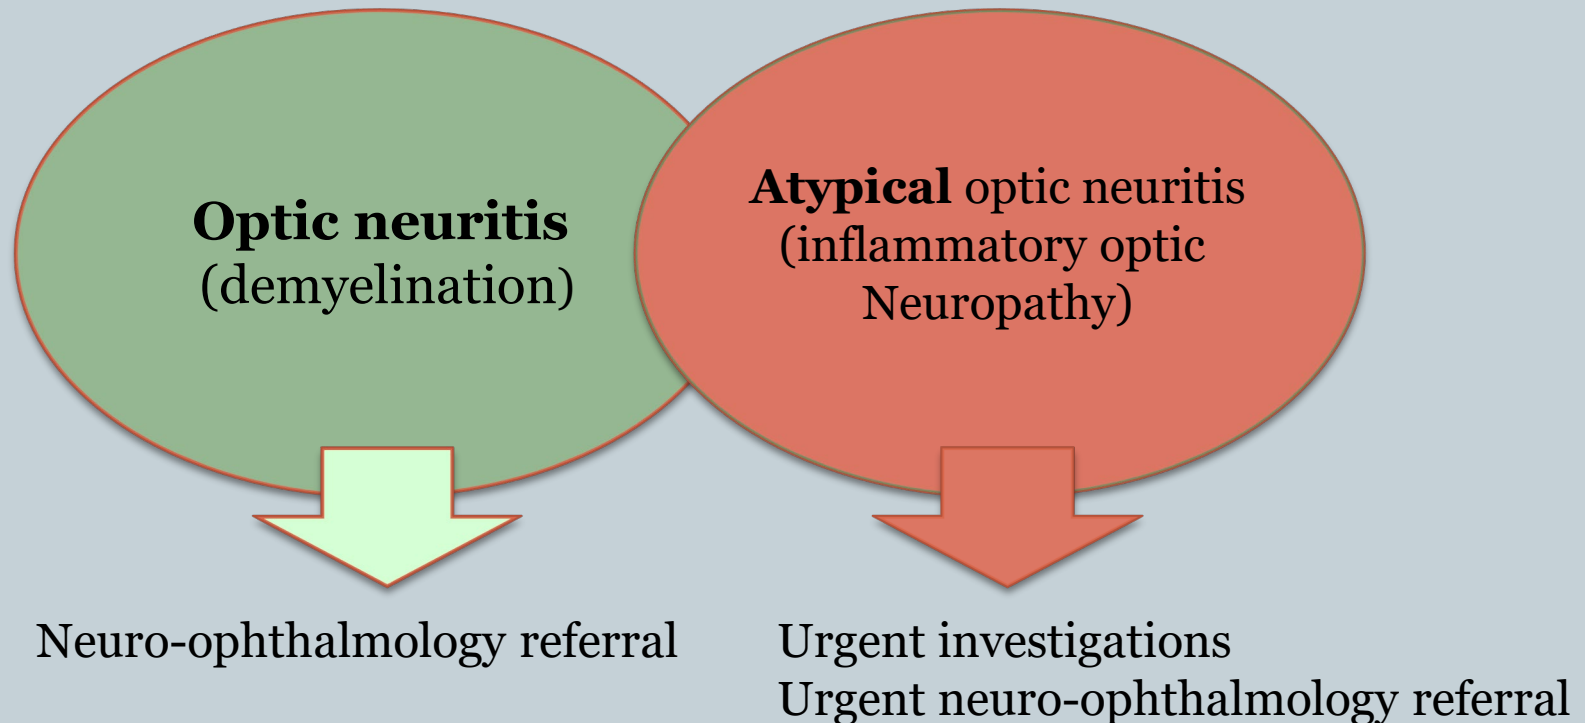 Optic neuritis
(demyelination)
Atypical optic neuritis
(inflammatory optic
Neuropathy)
Neuro-ophthalmology referral
Urgent investigations
Urgent neuro-ophthalmology referral